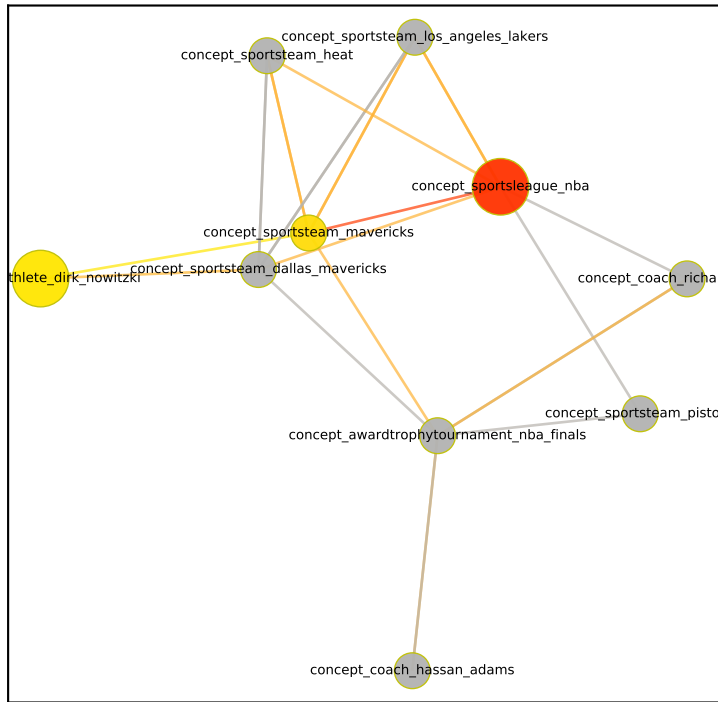 concept_sportsteam_los_angeles_lakers
concept_sportsteam_heat
concept_sportsleague_nba
concept_sportsteam_mavericks
concept_sportsteam_dallas_mavericks
thlete_dirk_nowitzki
concept_coach_richa
concept_sportsteam_pisto
concept_awardtrophytournament_nba_finals
concept_coach_hassan_adams